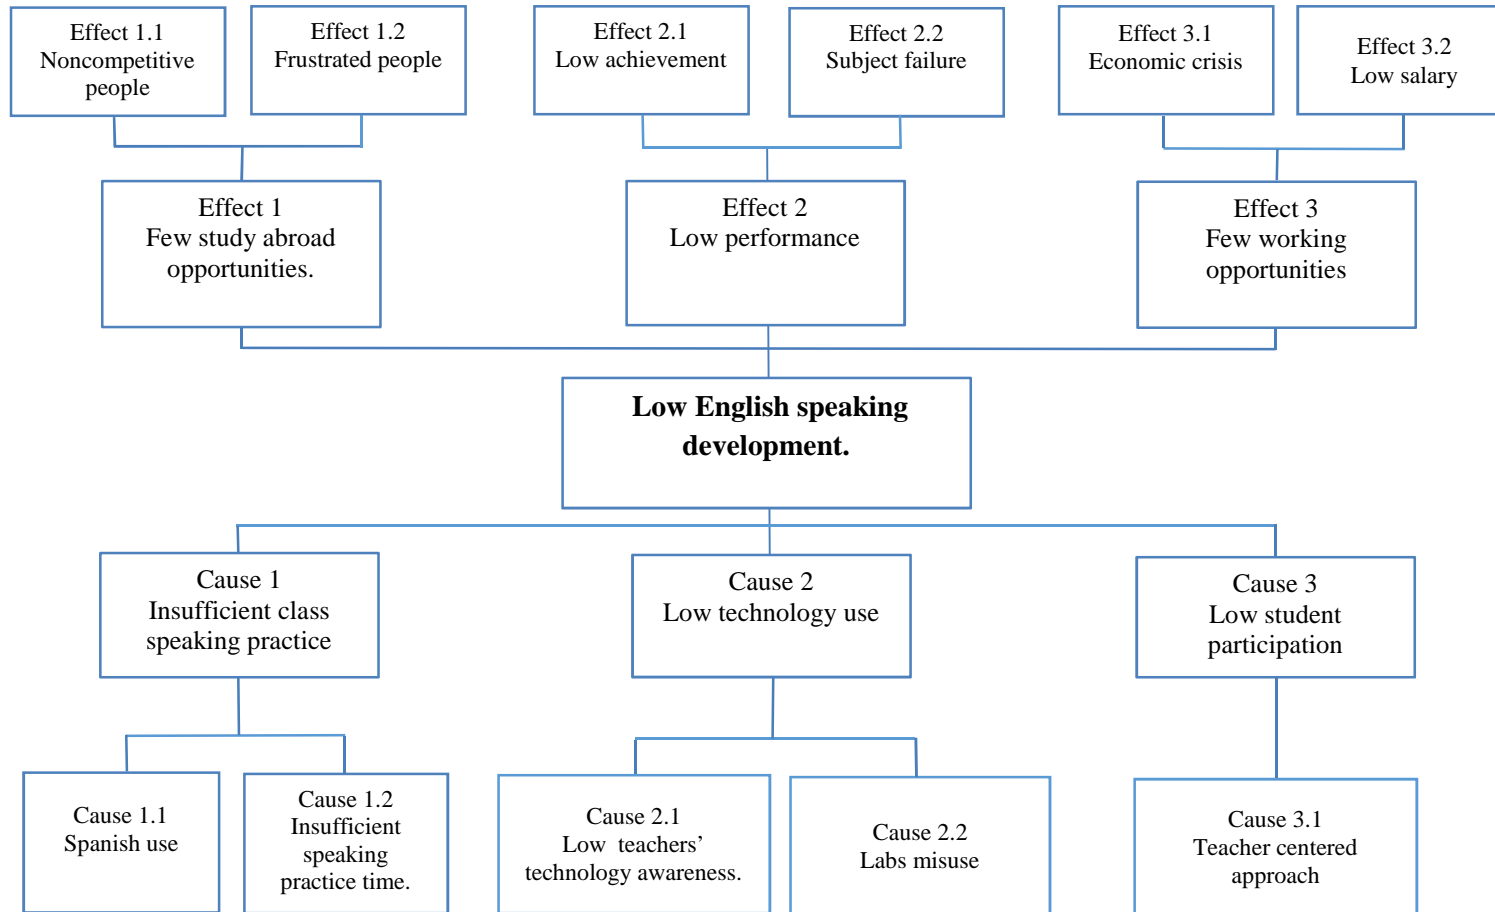 Effect 1.1
Noncompetitive
people
Effect 1.2
Frustrated people
Effect 2.1
Low achievement
Effect 2.2
Subject failure
Effect 3.1
Economic crisis
Effect 3.2
Low salary
Effect 1
Few study abroad
opportunities.
Effect 2
Low performance
Effect 3
Few working
opportunities
Low English speaking
development.
Cause 1
Insufficient class
speaking practice
Cause 2
Low technology use
Cause 3
Low student
participation
Cause 1.1
Spanish use
Cause 1.2
Insufficient
speaking
practice time.
Cause 2.1
Low teachers’
technology awareness.
Cause 2.2
Labs misuse
Cause 3.1
Teacher centered
approach